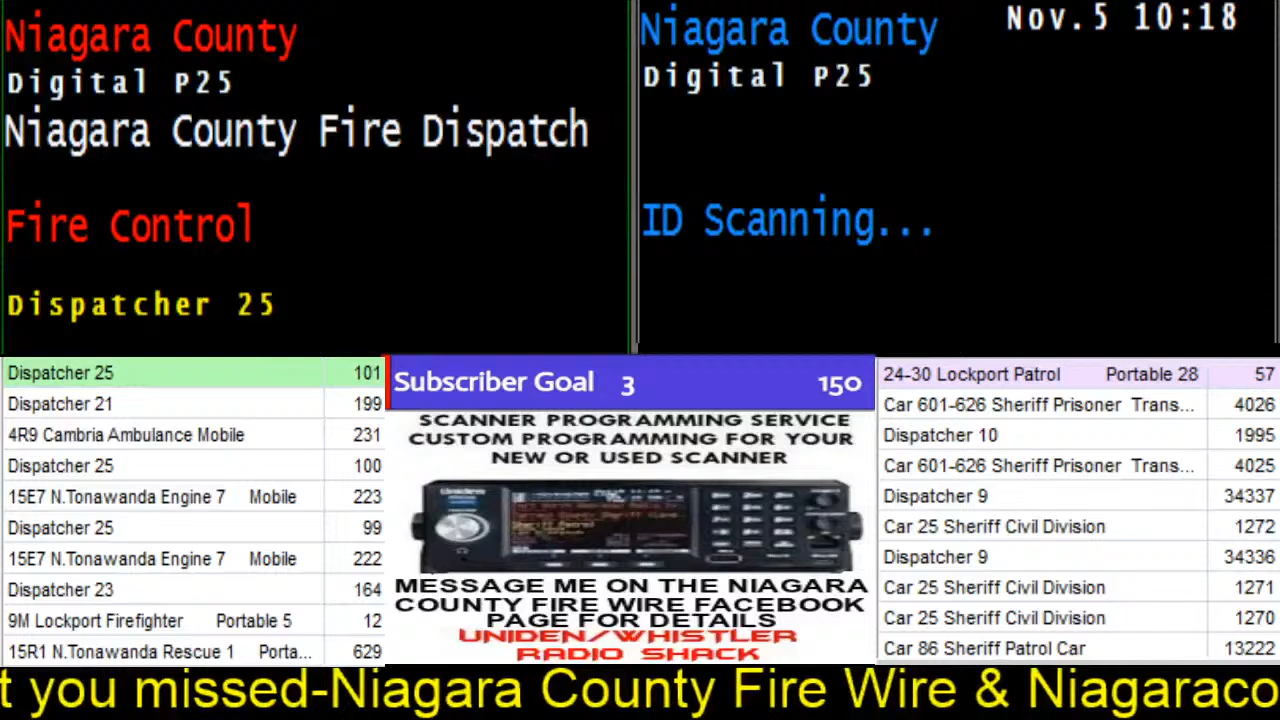 Niagara County
Digital P25
Niagara County Fire Dispatch
Fire Control
Dispatcher 25
Niagara County
Nov.5 10:18
Digital P25
ID Scanning...
Dispatcher 25 101
Dispatcher 21 199
4R9 Cambria Ambulance Mobile 231
Dispatcher 25 100
15E7 N.Tonawanda Engine 7 Mobile 223
Dispatcher 25 99
15E7 N.Tonawanda Engine 7 Mobile 222
Dispatcher 23 164
9M Lockport Firefighter Portable 5 12
15R1 N.Tonawanda Rescue 1 Porta... 629
Subscriber Goal 3 150
SCANNER PROGRAMMING SERVICE
CUSTOM PROGRAMMING FOR YOUR
NEW OR USED SCANNER
Uniden
MESSAGE ME ON THE NIAGARA
COUNTY FIRE WIRE FACEBOOK
PAGE FOR DETAILS
UNIDEN/WHISTLER
RADIO SHACK
24-30 Lockport Patrol Portable 28 57
Car 601-626 Sheriff Prisoner Trans... 4026
Dispatcher 10 1995
Car 601-626 Sheriff Prisoner Trans... 4025
Dispatcher 9 34337
Car 25 Sheriff Civil Division 1272
Dispatcher 9 34336
Car 25 Sheriff Civil Division 1271
Car 25 Sheriff Civil Division 1270
Car 86 Sheriff Patrol Car 13222
t you missed-Niagara County Fire Wire & Niagaraco